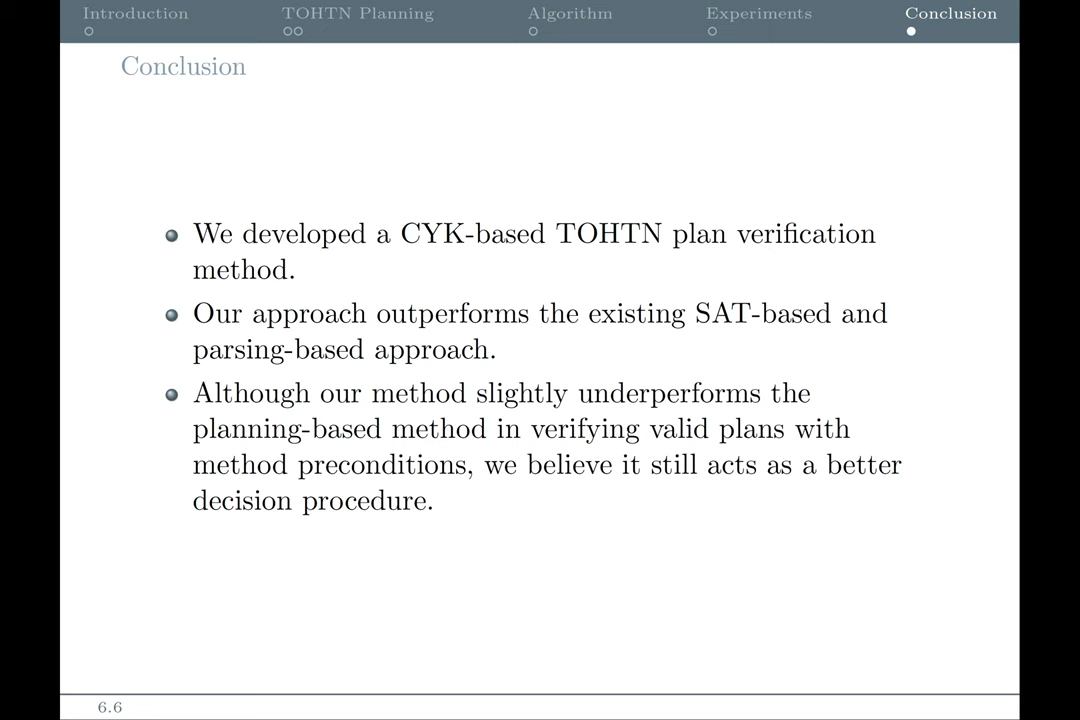 Introduction TOHTN Planning Algorithm Experiments Conclusion
Conclusion
We developed a CYK-based TOHTN plan verification
method.
Our approach outperforms the existing SAT-based and
parsing-based approach.
Although our method slightly underperforms the
planning-based method in verifying valid plans with
method preconditions, we believe it still acts as a better
decision procedure.
6.6